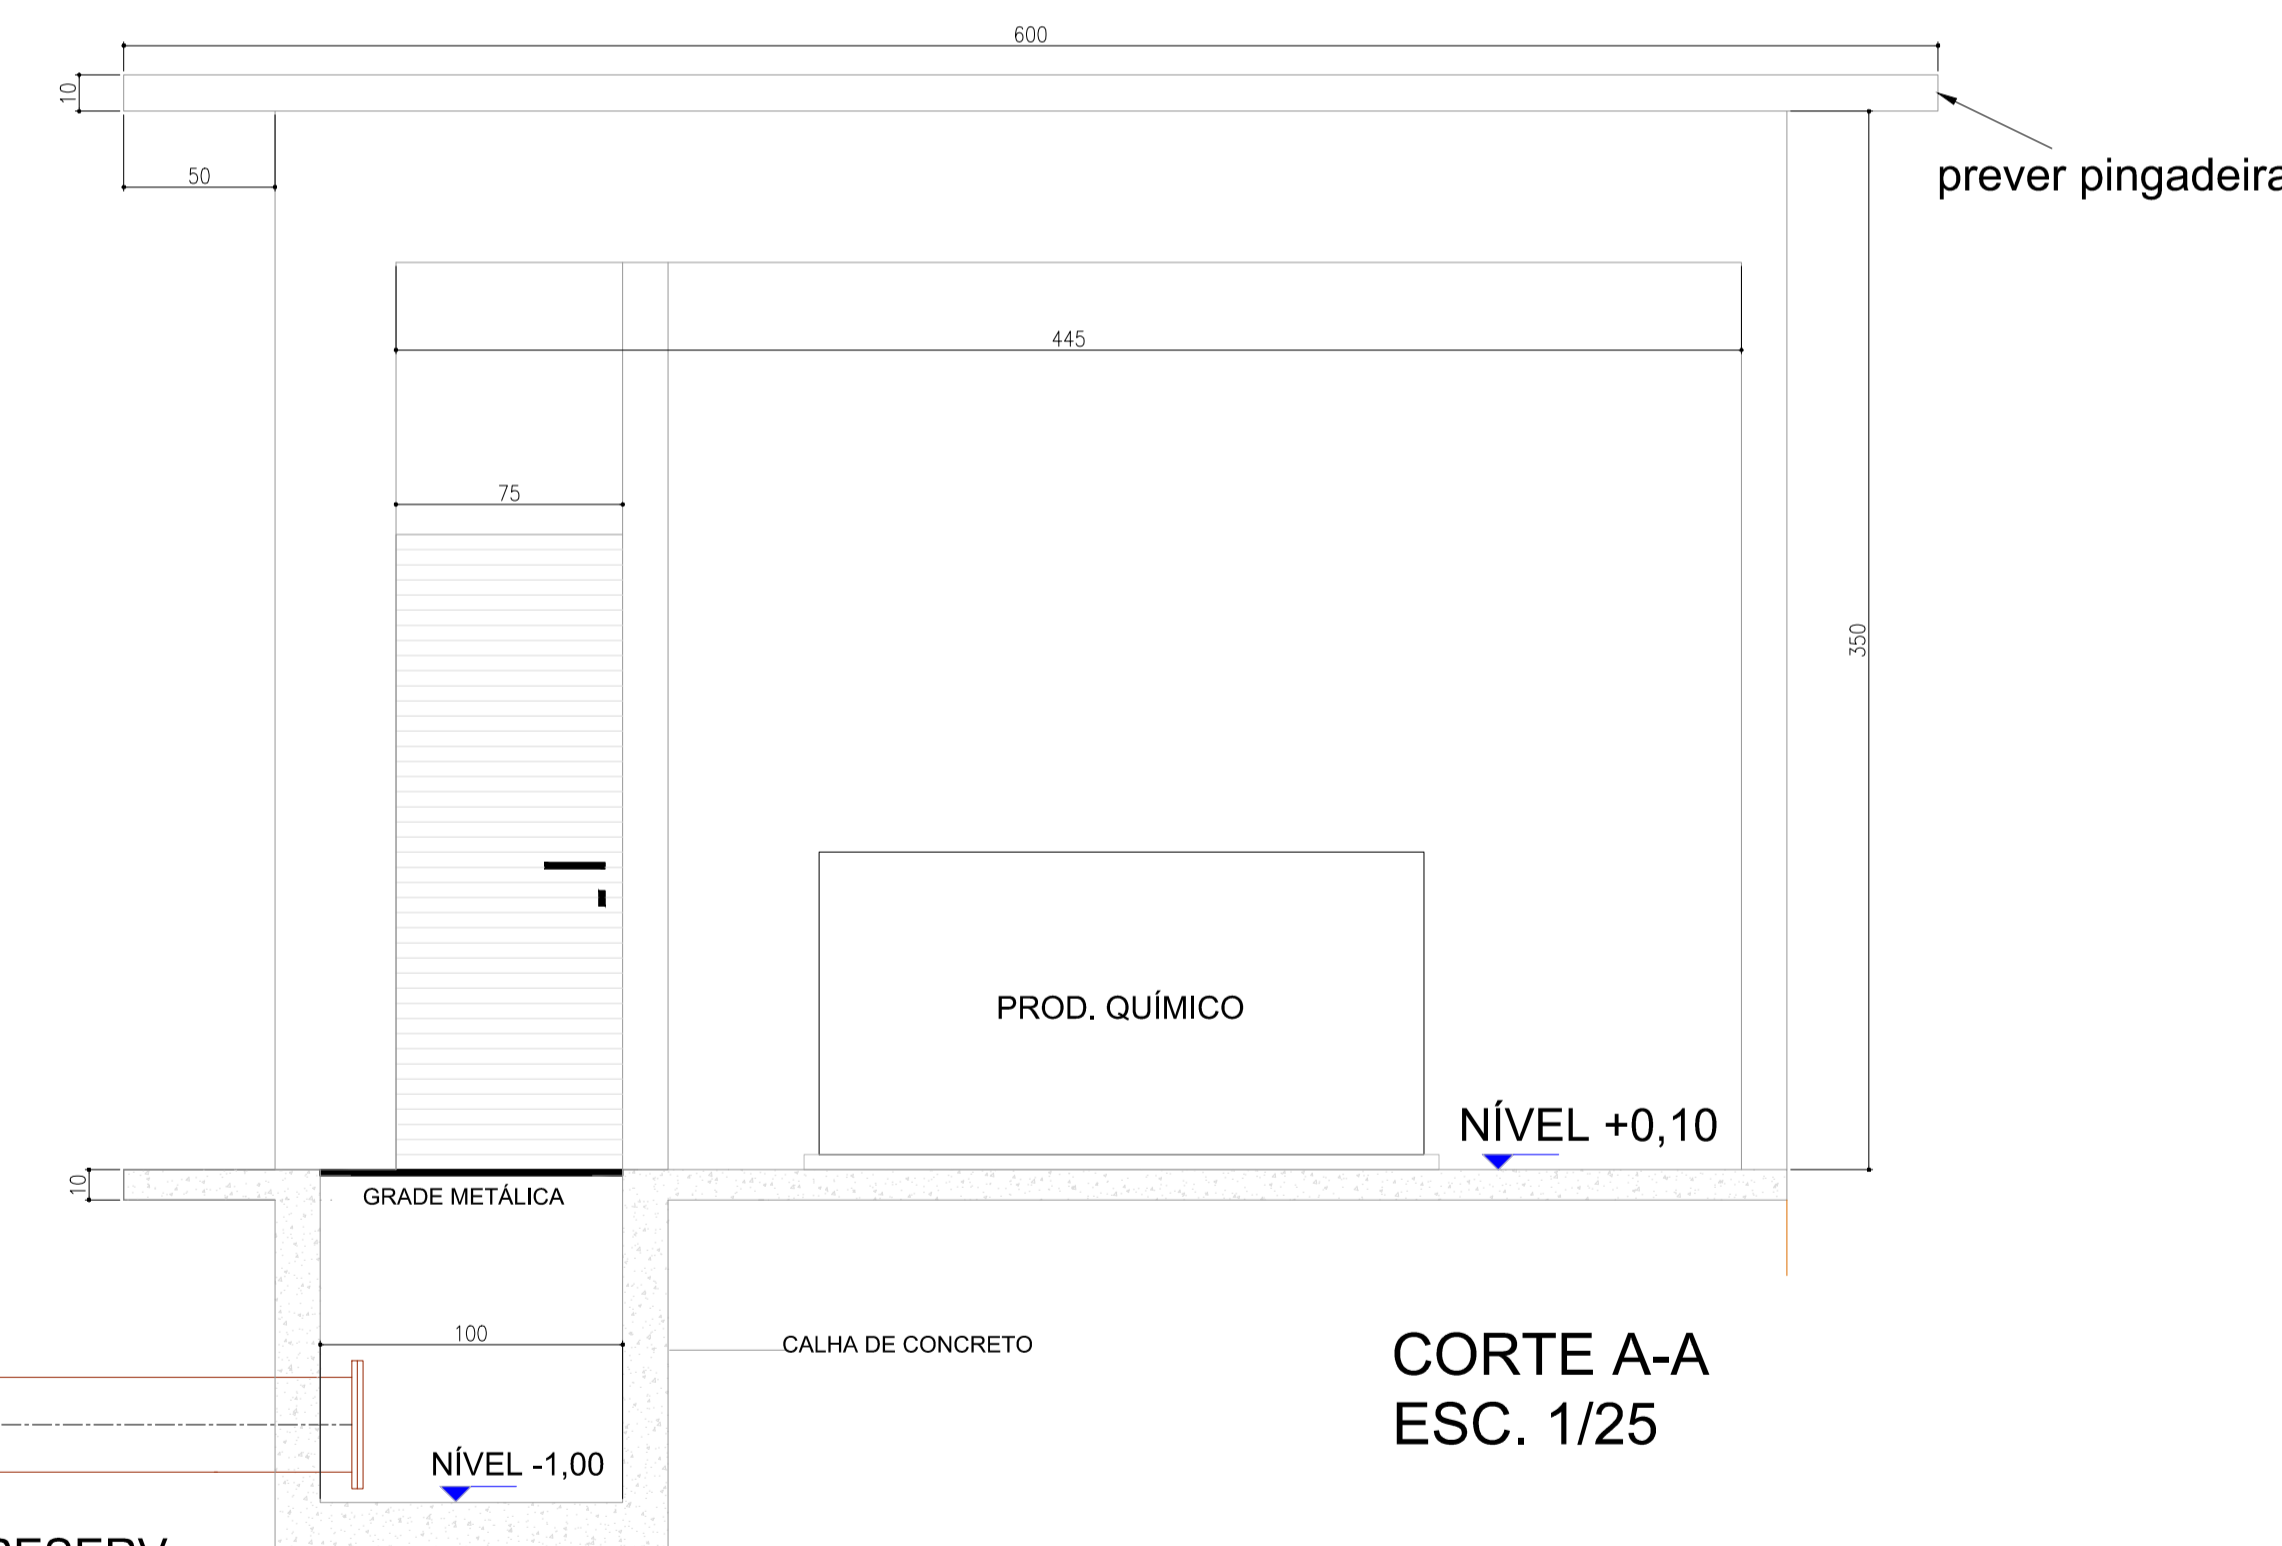 600
10
prever pingadeira
50
445
75
350
PROD. QUÍMICO
NÍVEL +0,10
10
GRADE METÁLICA
100
CALHA DE CONCRETO
CORTE A-A
ESC. 1/25
NÍVEL -1,00